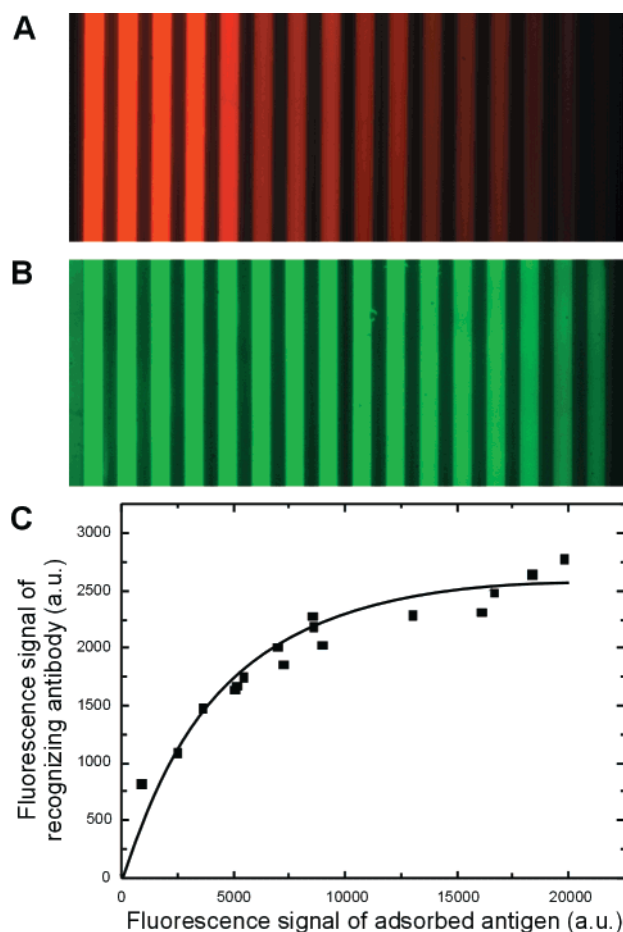 A
B
C
3000
2500
2000
1500
1000
500
0
Fluorescence signal of
recognizing antibody (a.u.)
0 5000 10000 15000 20000
Fluorescence signal of adsorbed antigen (a.u.)